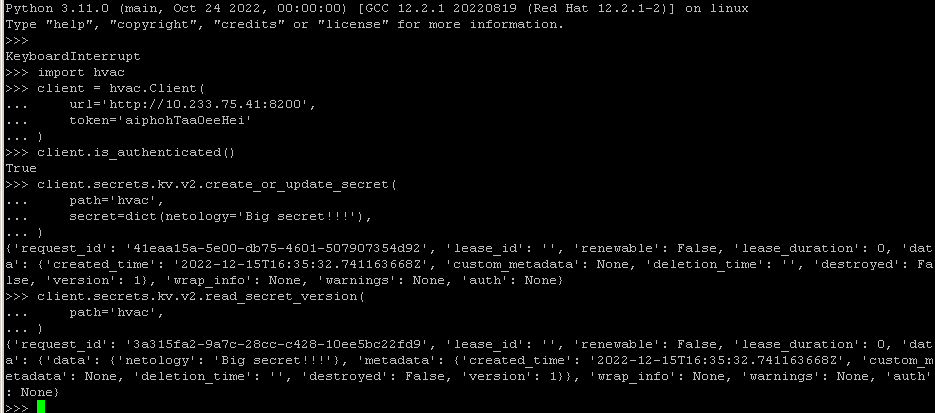 Python 3.11.0 (main, Oct 24 2022, 00:00:00) [GCC 12.2.1 20220819 (Red Hat 12.2.1-2)] on linux
Type "help", "copyright", "credits" or "license" for more information.
>>>
KeyboardInterrupt
>>> import hvac
>>> client = hvac.Client(
...     url='http://10.233.75.41:8200',
...     token='aiphohTaa0eeHei'
... )
>>> client.is_authenticated()
True
>>> client.secrets.kv.v2.create_or_update_secret(
...     path='hvac',
...     secret=dict(netology='Big secret!!!'),
... )
{'request_id': '41eaa15a-5e00-db75-4601-507907354d92', 'lease_id': '', 'renewable': False, 'lease_duration': 0, 'dat
a': {'created_time': '2022-12-15T16:35:32.741163668Z', 'custom_metadata': None, 'deletion_time': '', 'destroyed': Fa
lse, 'version': 1}, 'wrap_info': None, 'warnings': None, 'auth': None}
>>> client.secrets.kv.v2.read_secret_version(
...     path='hvac',
... )
{'request_id': '3a315fa2-9a7c-28cc-c428-10ee5bc22fd9', 'lease_id': '', 'renewable': False, 'lease_duration': 0, 'dat
a': {'data': {'netology': 'Big secret!!!'}, 'metadata': {'created_time': '2022-12-15T16:35:32.741163668Z', 'custom_m
etadata': None, 'deletion_time': '', 'destroyed': False, 'version': 1}}, 'wrap_info': None, 'warnings': None, 'auth'
: None}
>>>